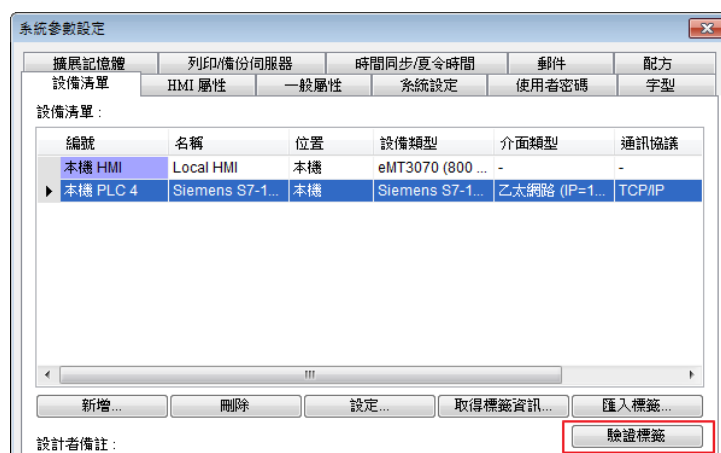 系統參數設定
擴展記憶體 列印/備份伺服器 時間同步/夏令時間 郵件 配方
設備清單 HMI 屬性 一般屬性 系統設定 使用者密碼 字型
設備清單 :
編號 名稱 位置 設備類型 介面類型 通訊協議
本機 HMI Local HMI 本機 eMT3070 (800 ... - -
本機 PLC 4 Siemens S7-1... 本機 Siemens S7-1... 乙太網路 (IP=1... TCP/IP
新增... 刪除 設定... 取得標籤資訊... 匯入標籤...
驗證標籤
設計者備註 :